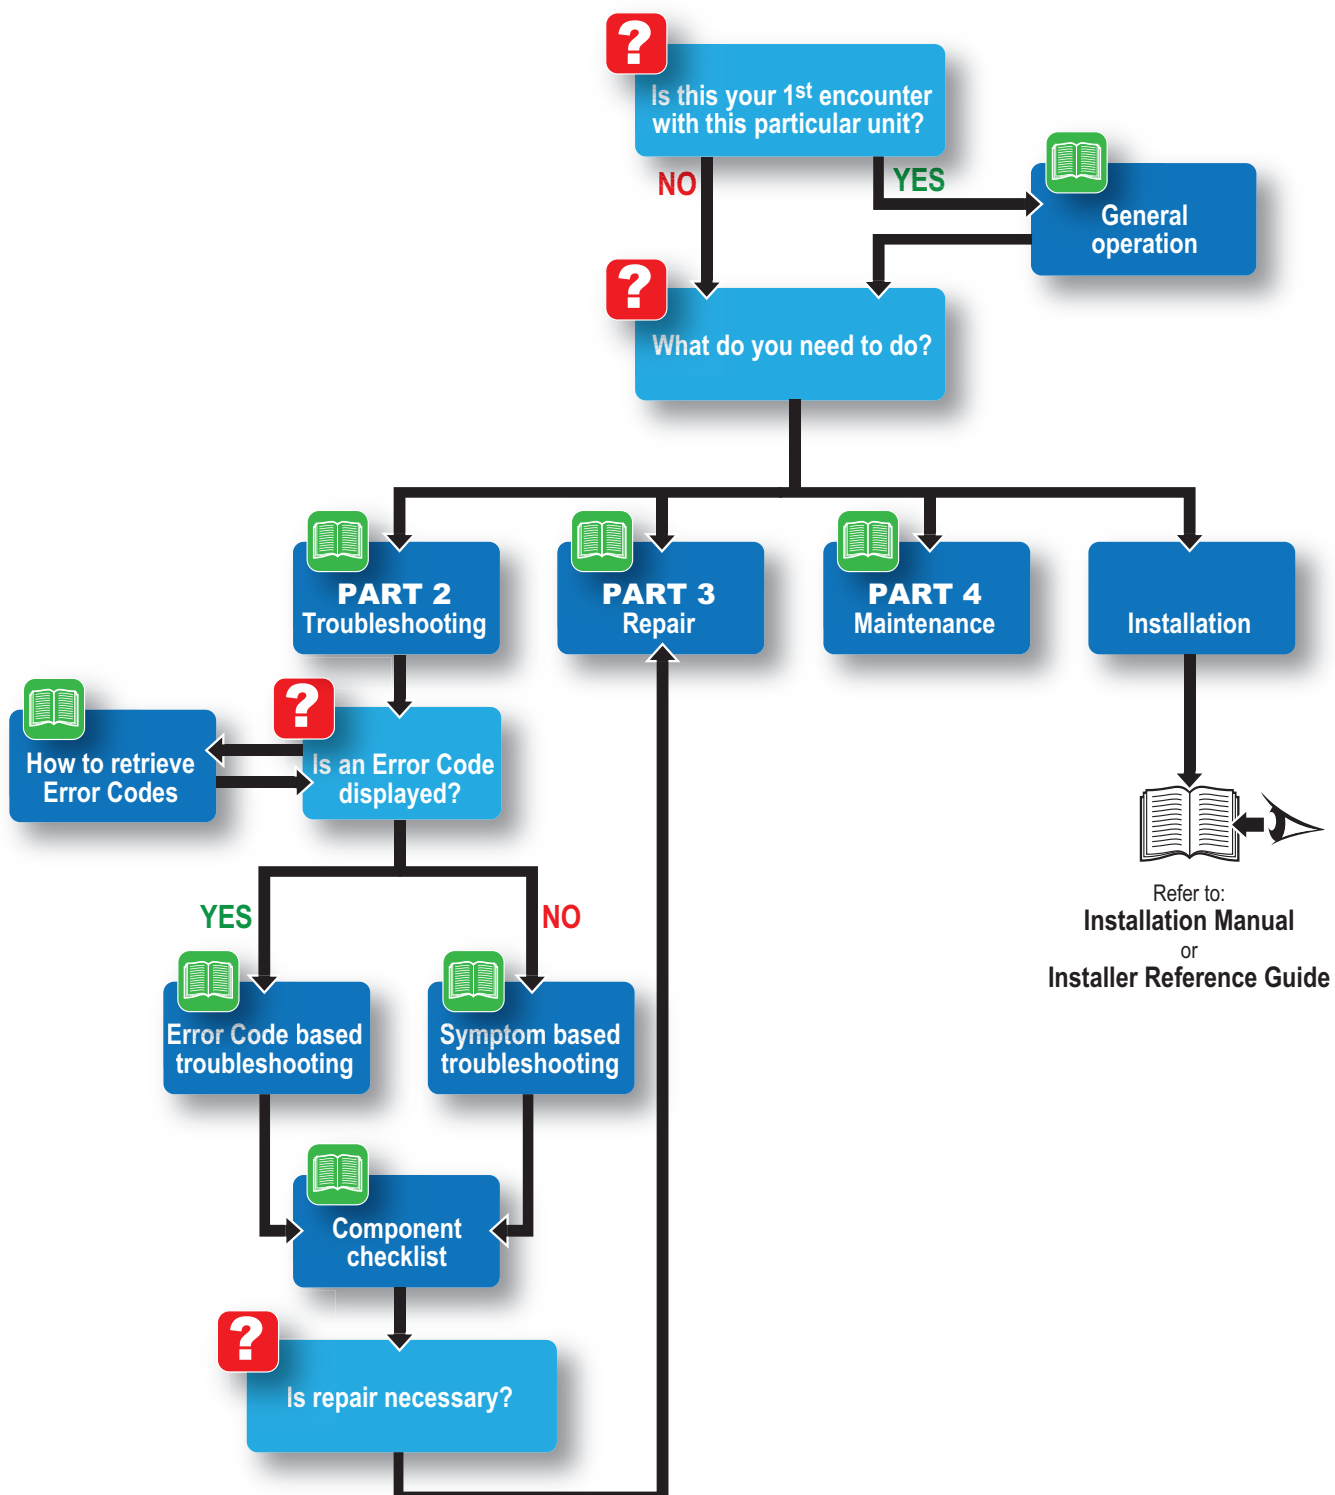 ?
Is this your 1st encounter
with this particular unit?
NO
YES
General
operation
?
What do you need to do?
PART 2
Troubleshooting
PART 3
Repair
PART 4
Maintenance
Installation
How to retrieve
Error Codes
?
Is an Error Code
displayed?
Refer to:
Installation Manual
or
Installer Reference Guide
YES
NO
Error Code based
troubleshooting
Symptom based
troubleshooting
Component
checklist
?
Is repair necessary?